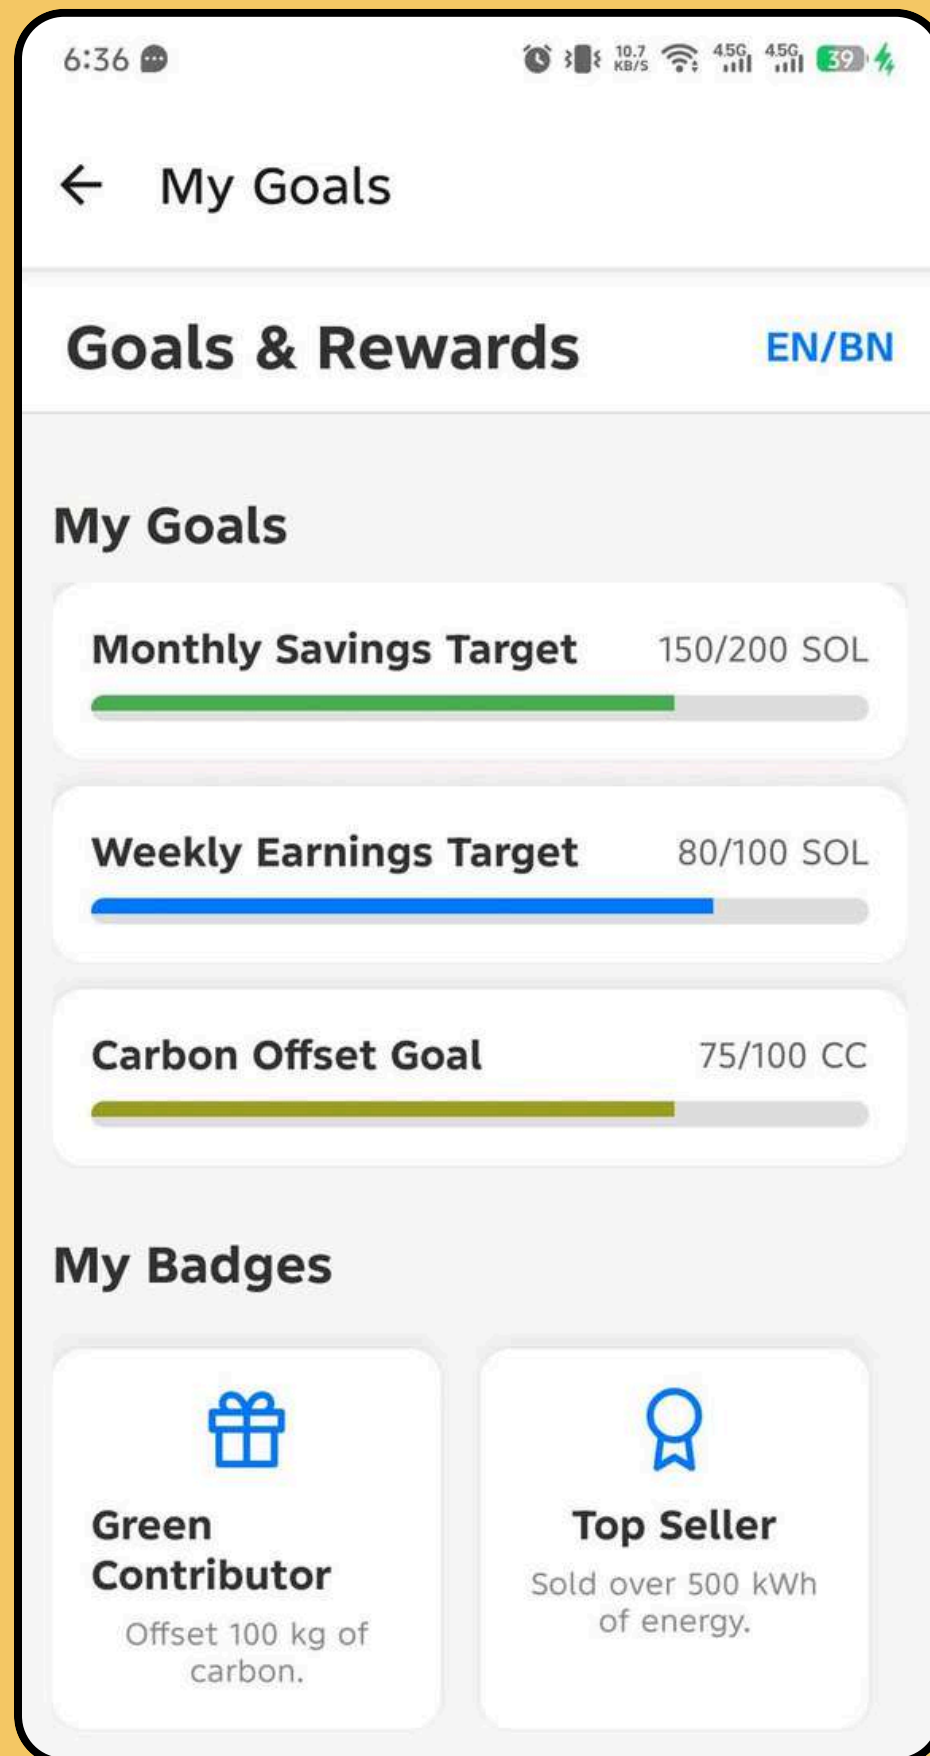 6:36
10.7
KB/S
4.5G
4.5G
39
My Goals
Goals & Rewards
EN/BN
My Goals
Monthly Savings Target
150/200 SOL
Weekly Earnings Target
80/100 SOL
Carbon Offset Goal
75/100 CC
My Badges
Green
Contributor
Offset 100 kg of
carbon.
Top Seller
Sold over 500 kWh
of energy.